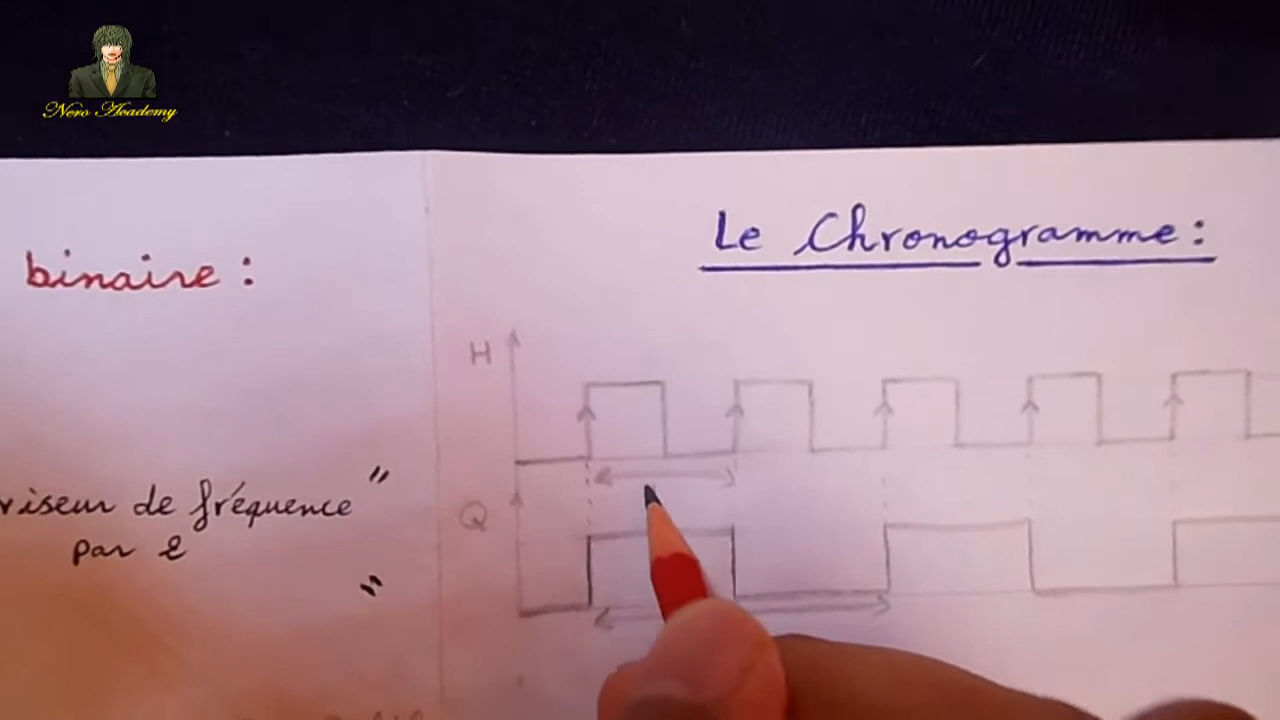 Nero Academy
Le Chronogramme :
binaire :
H
Q
viseur de fréquence "
par 2
"